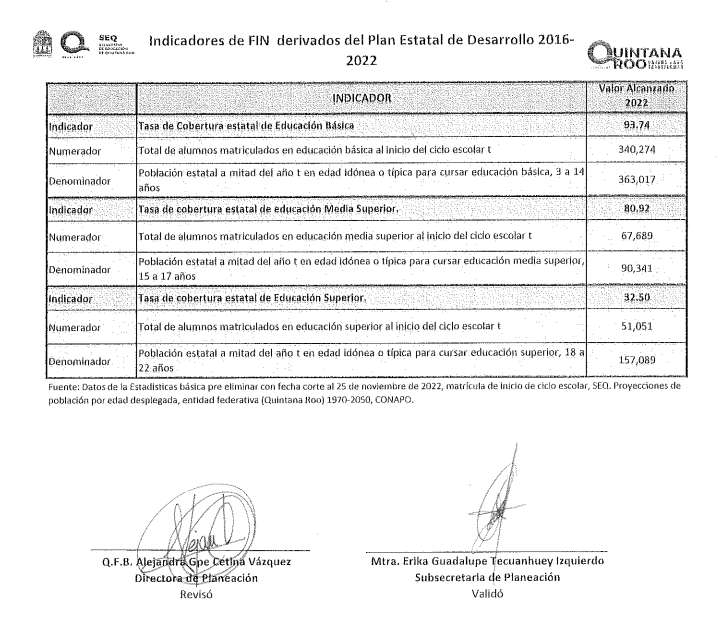 SEQ
Indicadores de FIN derivados del Plan Estatal de Desarrollo 2016-
2022
QUINTANA
ROO
INDICADOR
Valor Alcanzado
2022
Indicador Tasa de Cobertura estatal de Educación Básica 93.74
Numerador Total de alumnos matriculados en educación básica al inicio del ciclo escolar t 340,274
Denominador Población estatal a mitad del año t en edad idónea o típica para cursar educación básica, 3 a 14
años 363,017
Indicador Tasa de cobertura estatal de educación Media Superior. 80.92
Numerador Total de alumnos matriculados en educación media superior al inicio del ciclo escolar t 67,689
Denominador Población estatal a mitad del año t en edad idónea o típica para cursar educación media superior,
15 a 17 años 90,341
Indicador Tasa de cobertura estatal de Educación Superior. 32.50
Numerador Total de alumnos matriculados en educación superior al inicio del ciclo escolar t 51,051
Denominador Población estatal a mitad del año t en edad idónea o típica para cursar educación superior, 18 a
22 años 157,089
Fuente: Datos de la Estadisticas básica pre eliminar con fecha corte al 25 de noviembre de 2022, matrícula de inicio de ciclo escolar, SEQ. Proyecciones de
población por edad desplegada, entidad federativa (Quintana Roo) 1970-2050, CONAPO.
Q.F.B. Alejandra Gpe Cetina Vázquez
Directora de Planeación
Revisó
Mtra. Erika Guadalupe Tecuanhuey Izquierdo
Subsecretaria de Planeación
Validó